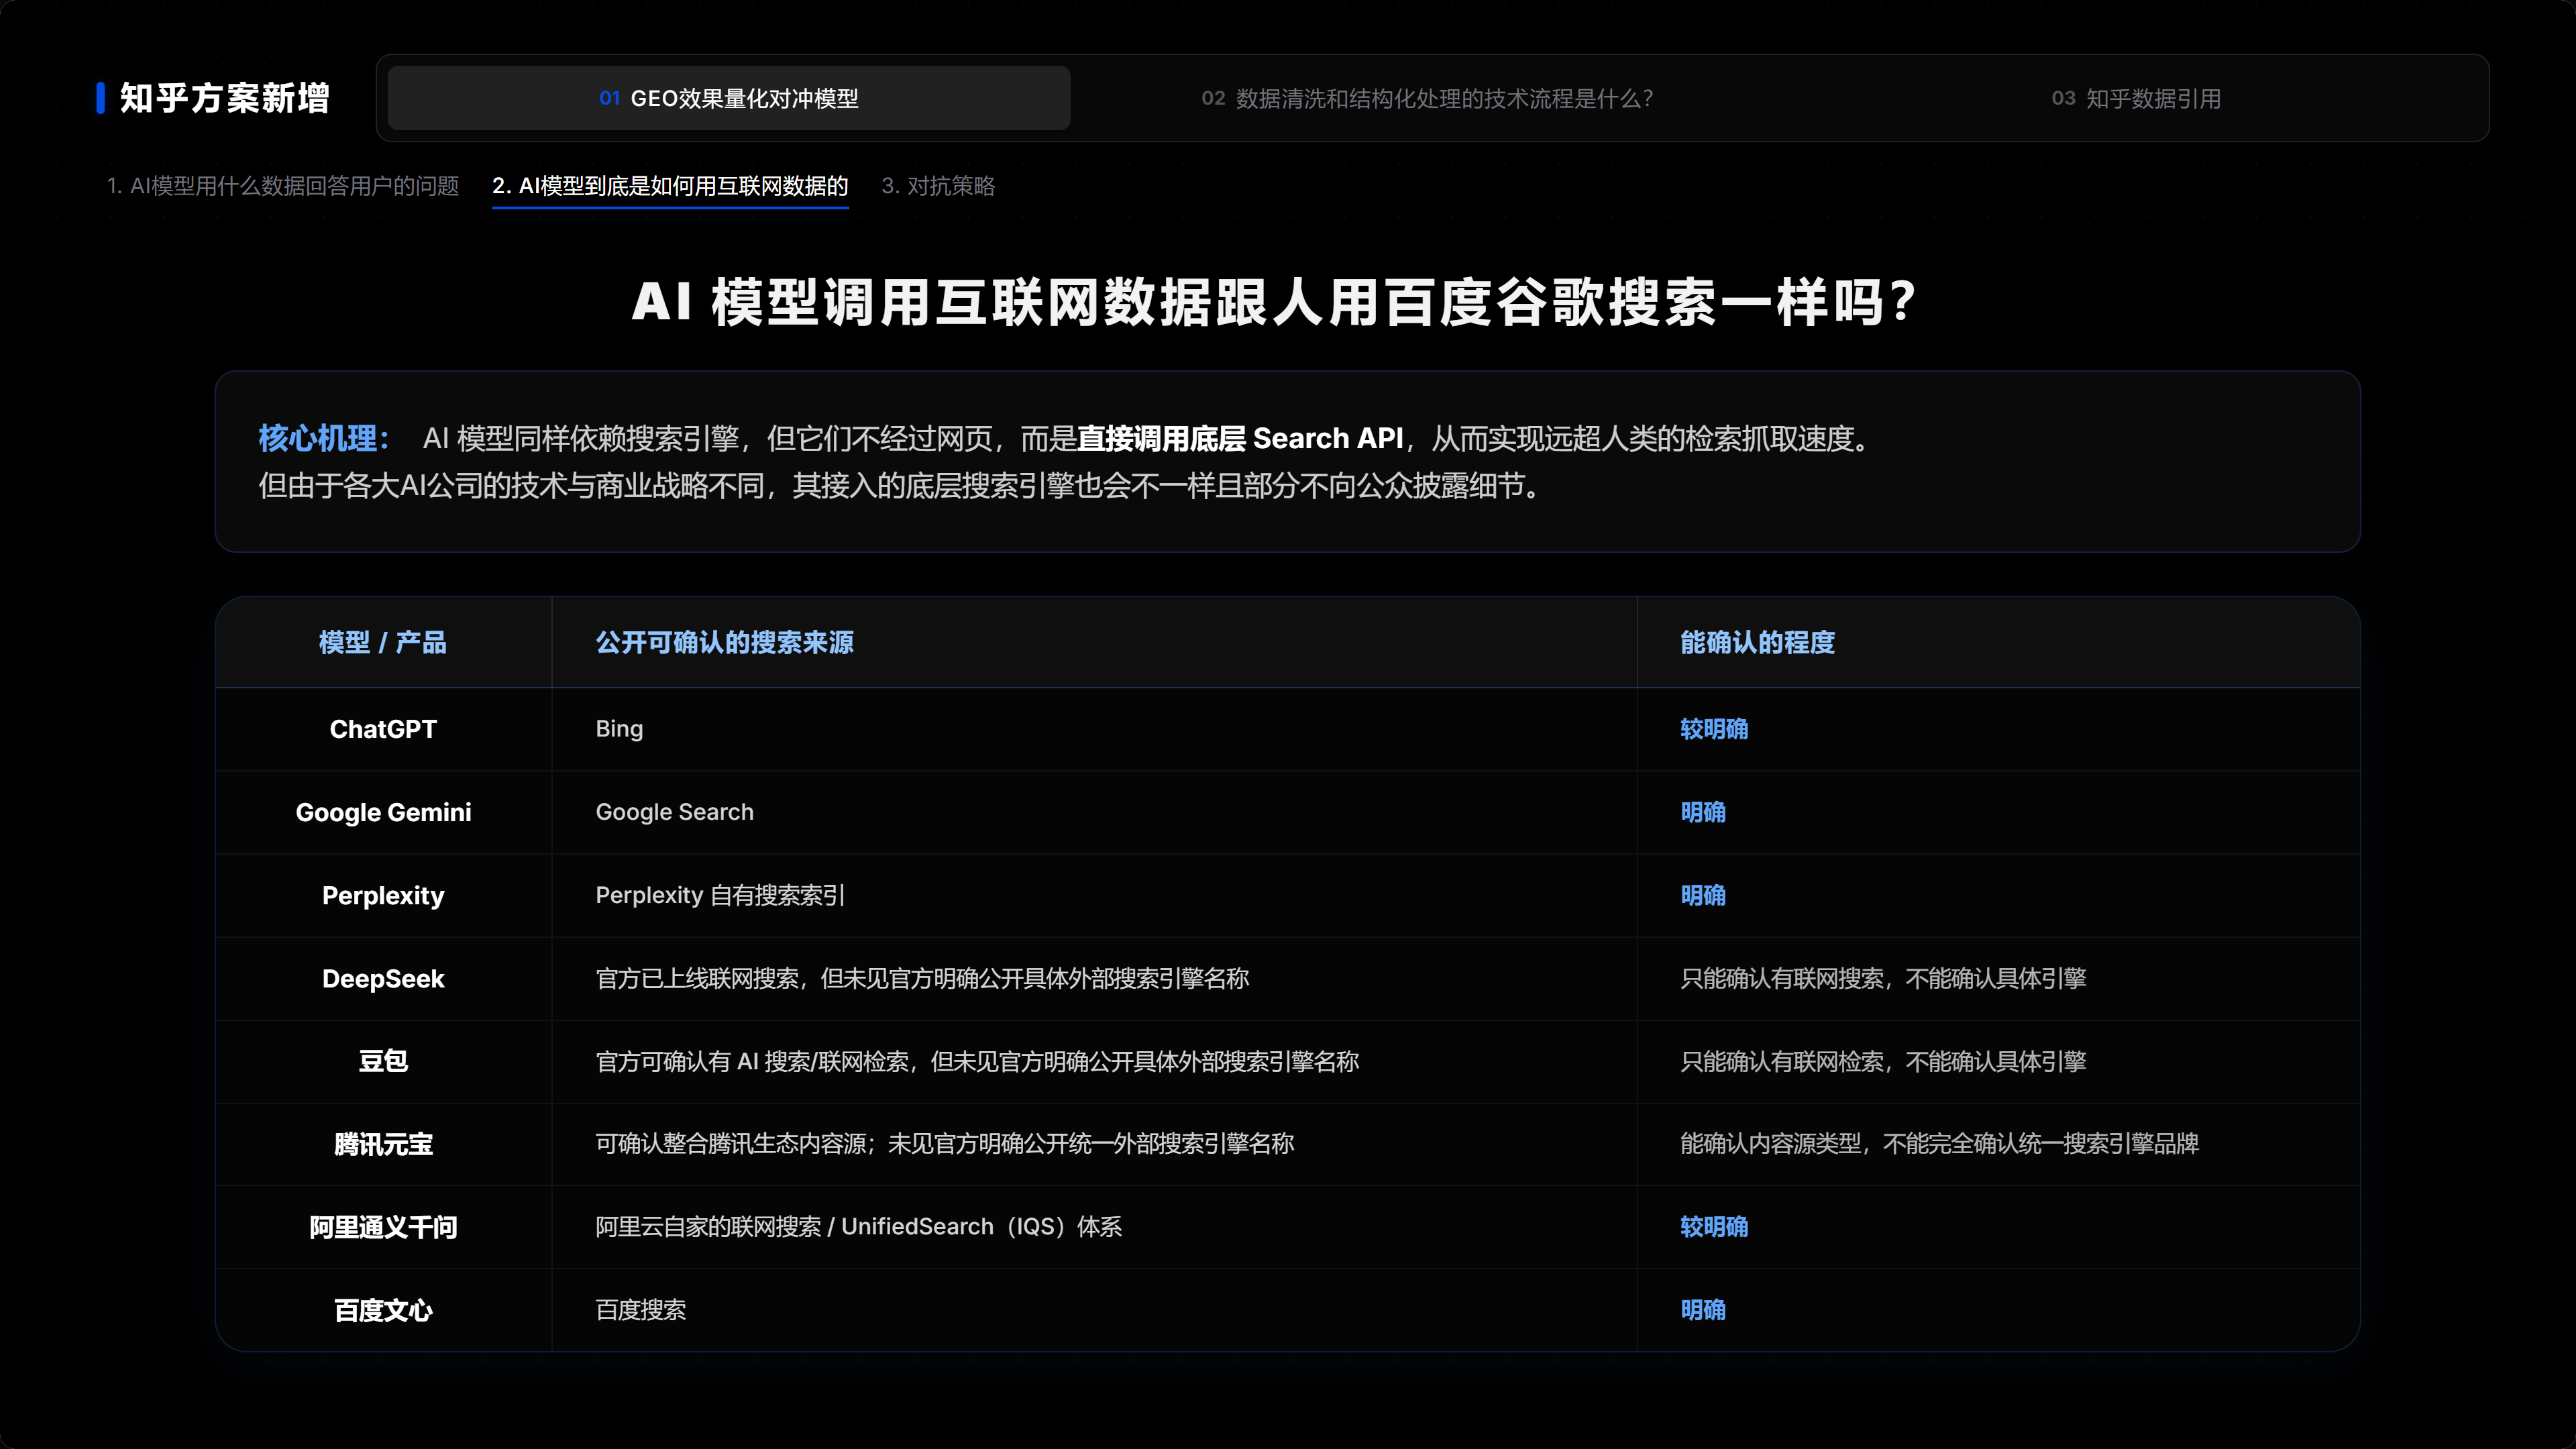 知乎方案新增
01 GEO效果量化对冲模型
02 数据清洗和结构化处理的技术流程是什么？
03 知乎数据引用
1. AI模型用什么数据回答用户的问题
2. AI模型到底是如何用互联网数据的
3. 对抗策略
AI 模型调用互联网数据跟人用百度谷歌搜索一样吗？
核心机理： AI 模型同样依赖搜索引擎，但它们不经过网页，而是直接调用底层 Search API，从而实现远超人类的检索抓取速度。
但由于各大AI公司的技术与商业战略不同，其接入的底层搜索引擎也会不一样且部分不向公众披露细节。
模型 / 产品 公开可确认的搜索来源 能确认的程度
ChatGPT Bing 较明确
Google Gemini Google Search 明确
Perplexity Perplexity 自有搜索索引 明确
DeepSeek 官方已上线联网搜索，但未见官方明确公开具体外部搜索引擎名称 只能确认有联网搜索，不能确认具体引擎
豆包 官方可确认有 AI 搜索/联网检索，但未见官方明确公开具体外部搜索引擎名称 只能确认有联网检索，不能确认具体引擎
腾讯元宝 可确认整合腾讯生态内容源；未见官方明确公开统一外部搜索引擎名称 能确认内容源类型，不能完全确认统一搜索引擎品牌
阿里通义千问 阿里云自家的联网搜索 / UnifiedSearch（IQS）体系 较明确
百度文心 百度搜索 明确